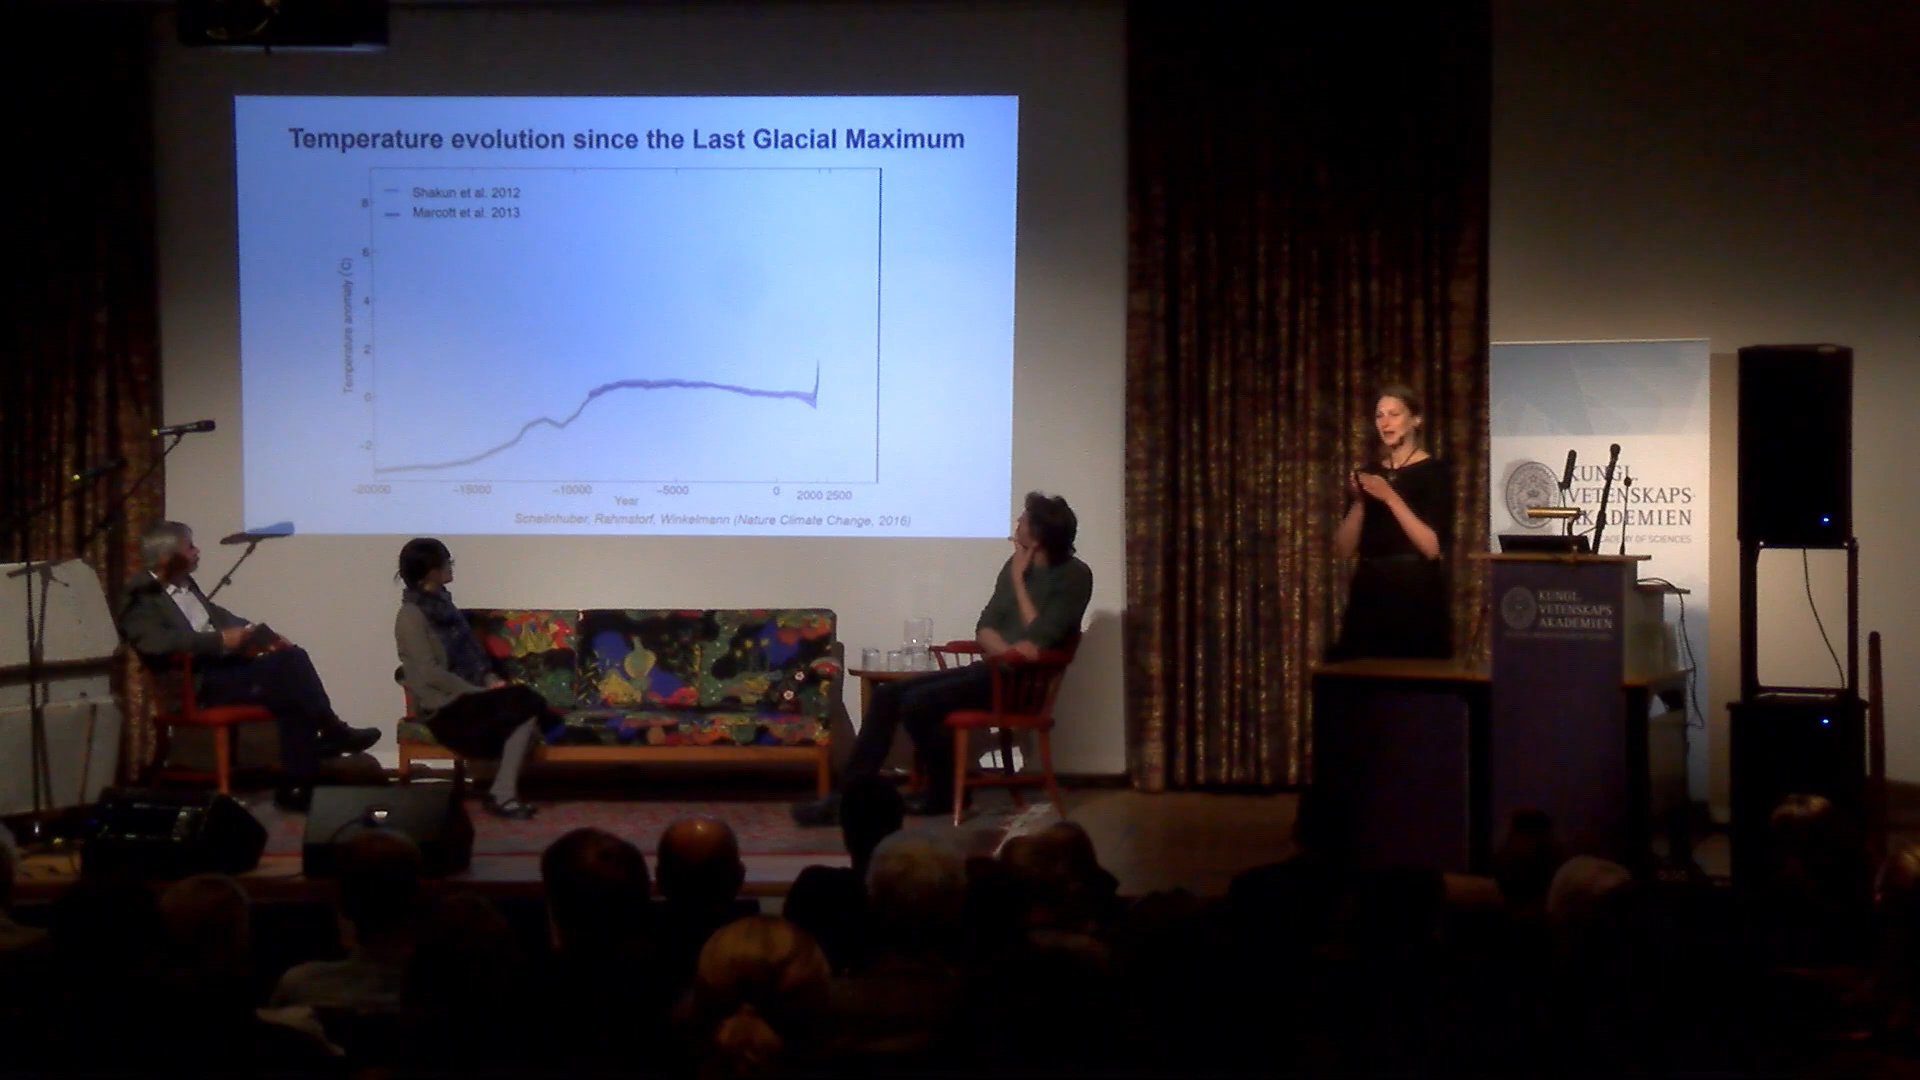 Temperature evolution since the Last Glacial Maximum
Shakun et al. 2012
Marcott et al. 2013
8
6
4
2
0
−2
Temperature anomaly (°C)
−20000 −15000 −10000 −5000 0 2000 2500
Year
Schellnhuber, Rahmstorf, Winkelmann (Nature Climate Change, 2016)
KUNGL.
VETENSKAPS-
AKADEMIEN
OF SCIENCES
KUNGL.
VETENSKAPS
AKADEMIEN